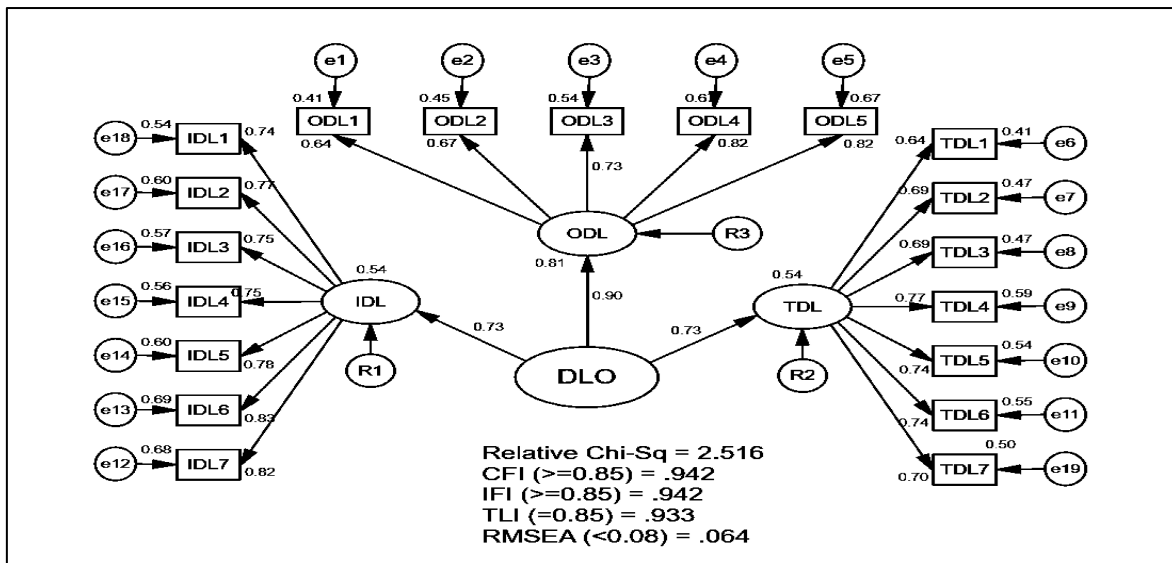 e1 e2 e3 e4 e5
0.41 0.45 0.54 0.67
ODL1 ODL2 ODL3 ODL4 ODL5
0.64 0.67 0.73 0.82 0.82
e18 0.54 IDL1 0.74
e17 0.60 IDL2 0.77
e16 0.57 IDL3 0.75
e15 0.56 IDL4 0.75
e14 0.60 IDL5 0.78
e13 0.69 IDL6 0.83
e12 0.68 IDL7 0.82
0.64 TDL1 0.41 e6
0.69 TDL2 0.47 e7
0.69 TDL3 0.47 e8
0.77 TDL4 0.59 e9
0.74 TDL5 0.54 e10
0.74 TDL6 0.55 e11
0.70 TDL7 0.50 e19
ODL R3
0.81
0.54 0.90 0.54
IDL TDL
0.73 0.73
R1 DLO R2
Relative Chi-Sq = 2.516
CFI (>=0.85) = .942
IFI (>=0.85) = .942
TLI (=0.85) = .933
RMSEA (<0.08) = .064